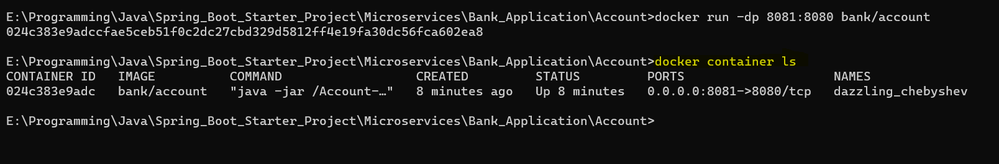 E:\Programming\Java\Spring_Boot_Starter_Project\Microservices\Bank_Application\Account>docker run -dp 8081:8080 bank/account
024c383e9adccfae5ceb51f0c2dc27cbd329d5812ff4e19fa30dc56fca602ea8
E:\Programming\Java\Spring_Boot_Starter_Project\Microservices\Bank_Application\Account>docker container ls
CONTAINER ID   IMAGE          COMMAND                  CREATED         STATUS         PORTS                    NAMES
024c383e9adc   bank/account   "java -jar /Account-…"   8 minutes ago   Up 8 minutes   0.0.0.0:8081->8080/tcp   dazzling_chebyshev
E:\Programming\Java\Spring_Boot_Starter_Project\Microservices\Bank_Application\Account>